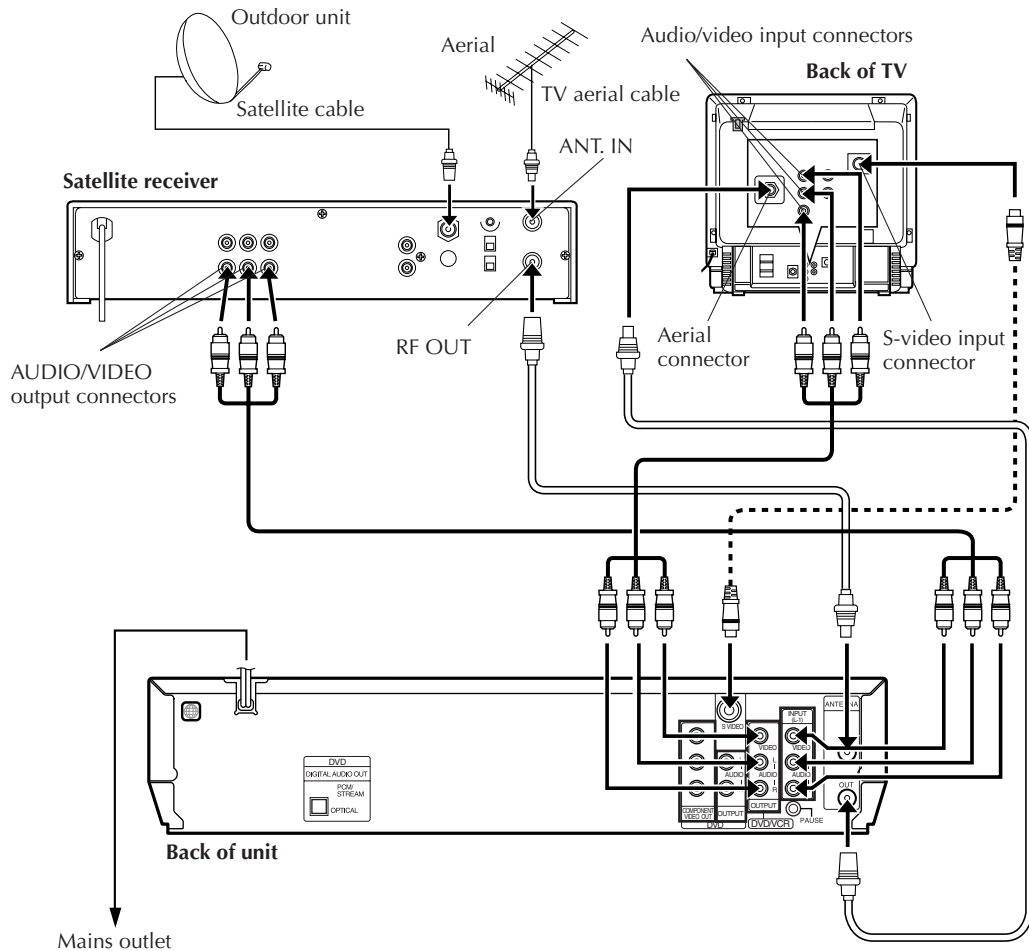 Outdoor unit
Satellite cable
Aerial
TV aerial cable
ANT. IN
Audio/video input connectors
Back of TV
Satellite receiver
AUDIO/VIDEO
output connectors
RF OUT
Aerial
connector
S-video input
connector
DVD
DIGITAL AUDIO OUT
PCM/
STREAM
OPTICAL
S VIDEO
VIDEO
L
AUDIO
R
OUTPUT
COMPONENT
VIDEO OUT
AUDIO
OUTPUT
DVD
DVD/VCR
INPUT
(L-1)
VIDEO
AUDIO
PAUSE
ANTENNA
OUT
Back of unit
Mains outlet